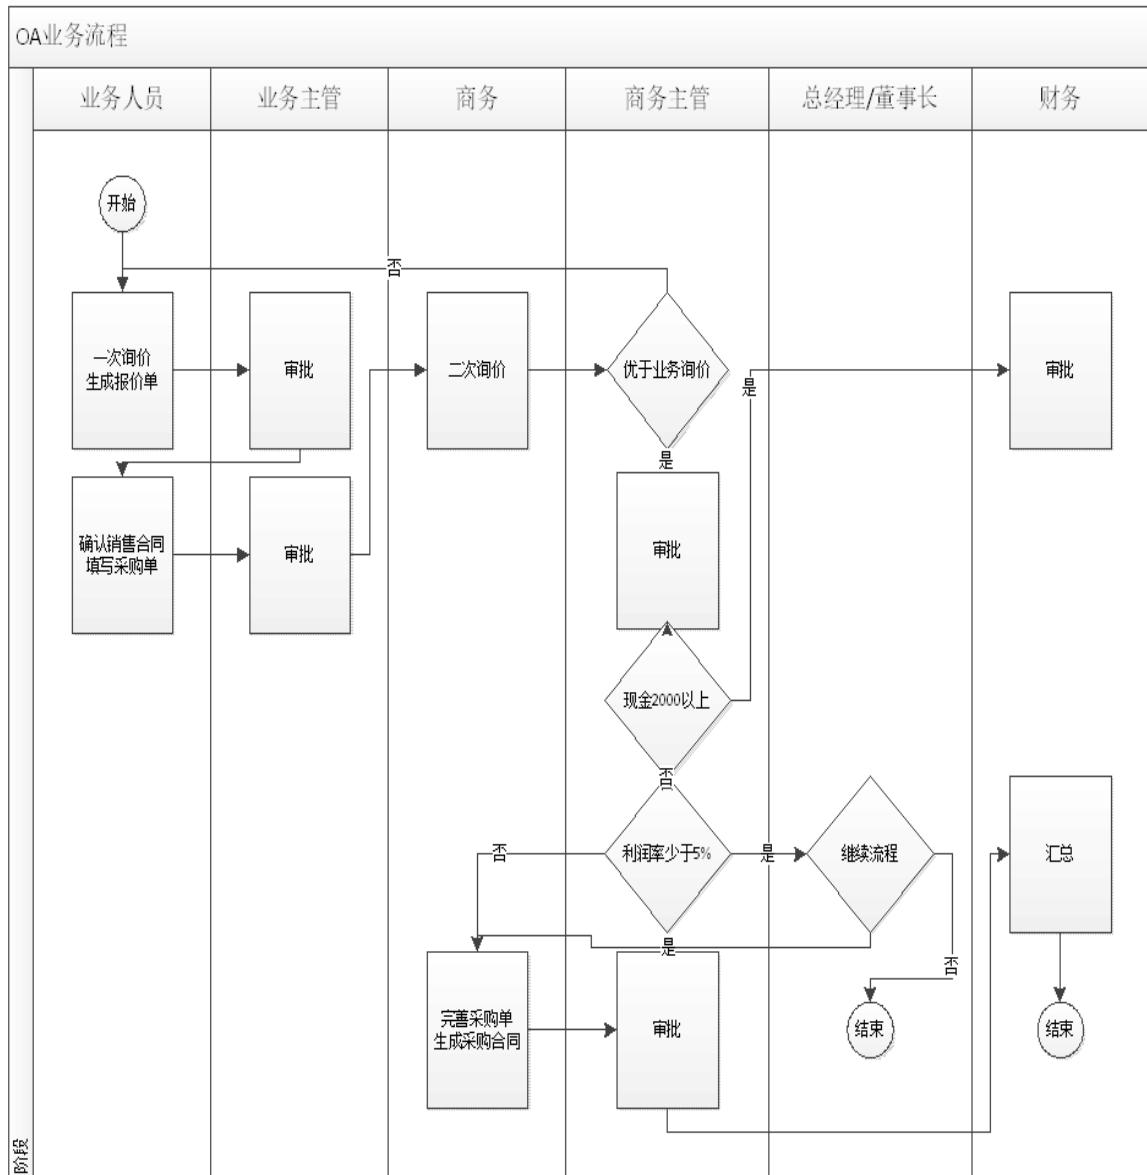 OA业务流程
业务人员
业务主管
商务
商务主管
总经理/董事长
财务
开始
否
一次询价
生成报价单
审批
二次询价
优于业务询价
是
审批
是
确认销售合同
填写采购单
审批
审批
现金2000以上
否
否
利润率少于5%
是
继续流程
汇总
是
否
完善采购单
生成采购合同
审批
结束
结束
阶段